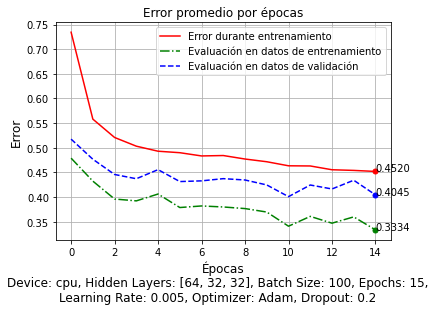 Error promedio por épocas
Error durante entrenamiento
Evaluación en datos de entrenamiento
Evaluación en datos de validación
Error
0.75
0.70
0.65
0.60
0.55
0.50
0.45
0.40
0.35
0.4520
0.4045
0.3334
0 2 4 6 8 10 12 14
Épocas
Device: cpu, Hidden Layers: [64, 32, 32], Batch Size: 100, Epochs: 15,
Learning Rate: 0.005, Optimizer: Adam, Dropout: 0.2